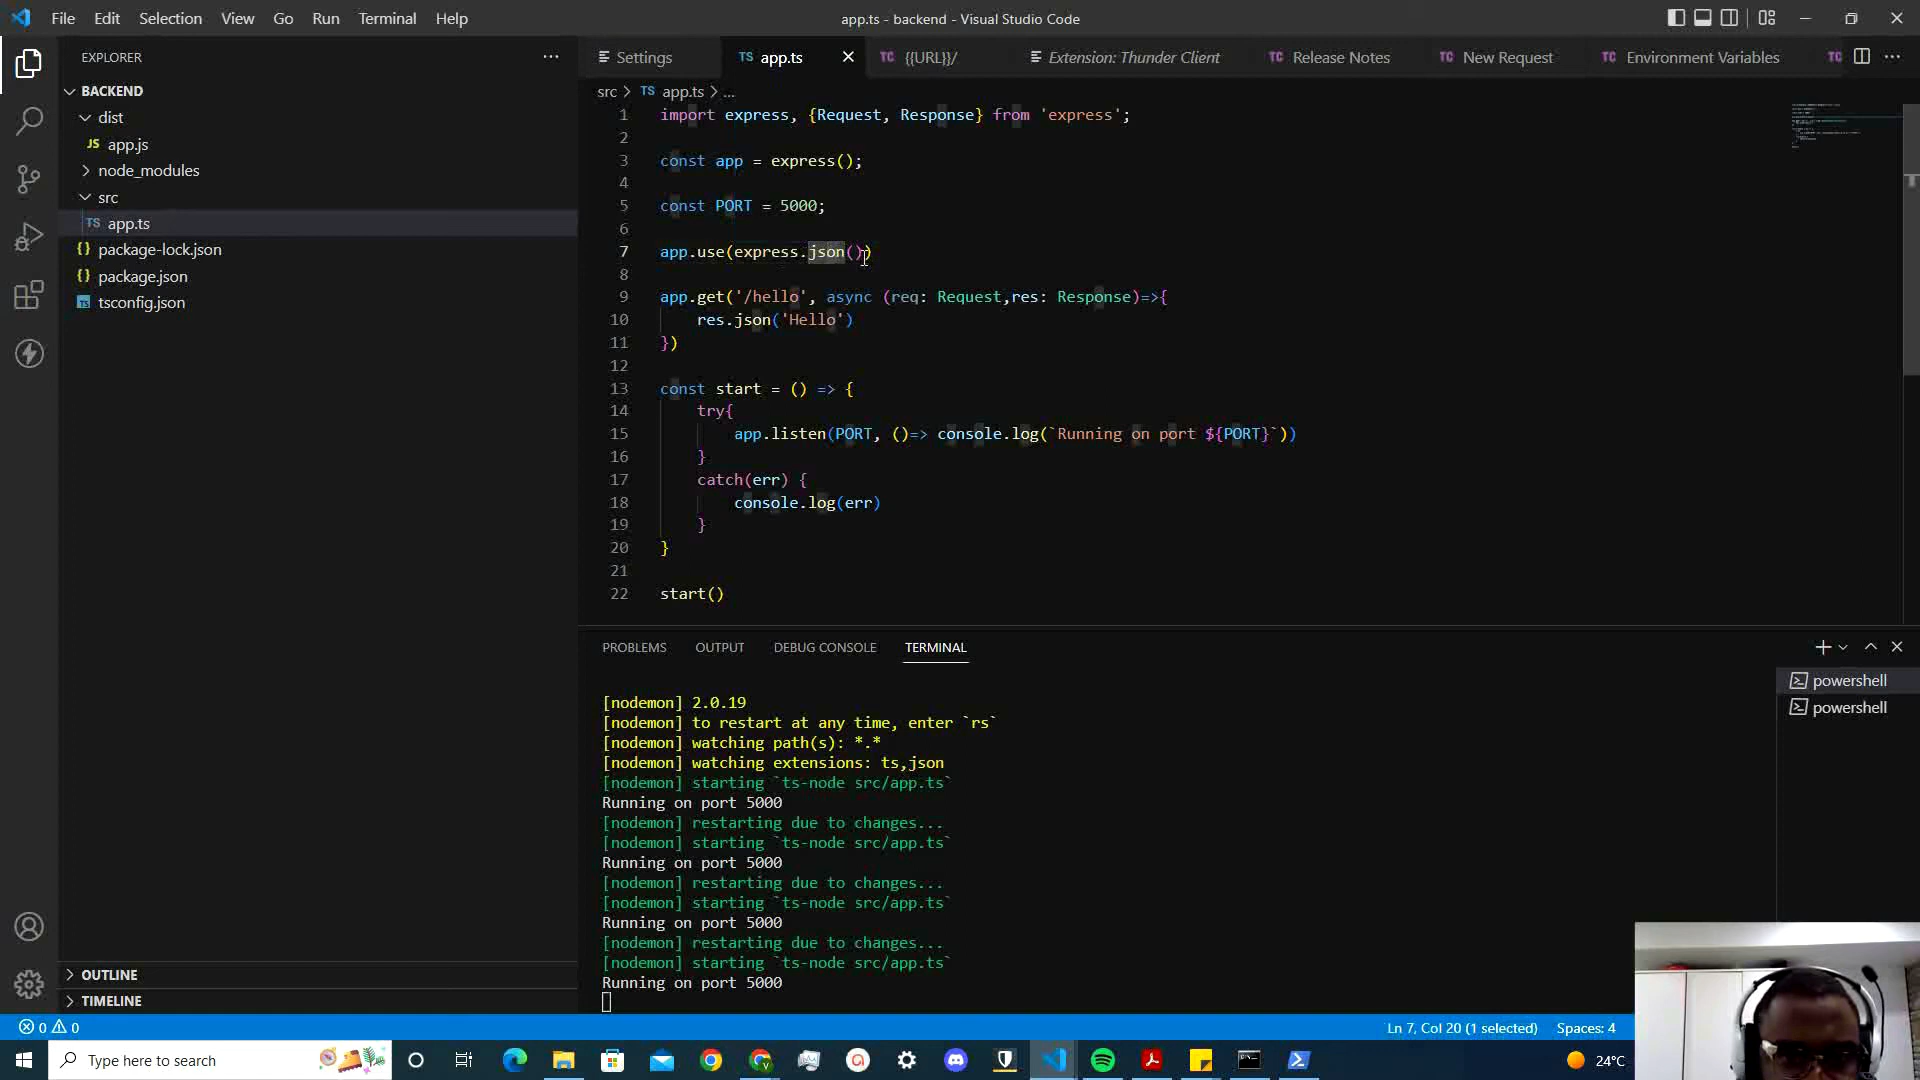 File Edit Selection View Go Run Terminal Help
app.ts - backend - Visual Studio Code
EXPLORER
BACKEND
dist
JS app.js
node_modules
src
TS app.ts
{} package-lock.json
{} package.json
tsconfig.json
OUTLINE
TIMELINE
Settings
TS app.ts
TC {{URL}}/
Extension: Thunder Client
TC Release Notes
TC New Request
TC Environment Variables
TC
src > TS app.ts > ...
1 import express, {Request, Response} from 'express';
2
3 const app = express();
4
5 const PORT = 5000;
6
7 app.use(express.json())
8
9 app.get('/hello', async (req: Request,res: Response)=>{
10 res.json('Hello')
11 })
12
13 const start = () => {
14 try{
15 app.listen(PORT, ()=> console.log(`Running on port ${PORT}`))
16 }
17 catch(err) {
18 console.log(err)
19 }
20 }
21
22 start()
PROBLEMS OUTPUT DEBUG CONSOLE TERMINAL
powershell
powershell
[nodemon] 2.0.19
[nodemon] to restart at any time, enter `rs`
[nodemon] watching path(s): *.*
[nodemon] watching extensions: ts,json
[nodemon] starting `ts-node src/app.ts`
Running on port 5000
[nodemon] restarting due to changes...
[nodemon] starting `ts-node src/app.ts`
Running on port 5000
[nodemon] restarting due to changes...
[nodemon] starting `ts-node src/app.ts`
Running on port 5000
[nodemon] restarting due to changes...
[nodemon] starting `ts-node src/app.ts`
Running on port 5000
0 0
Ln 7, Col 20 (1 selected) Spaces: 4
Type here to search
24°C